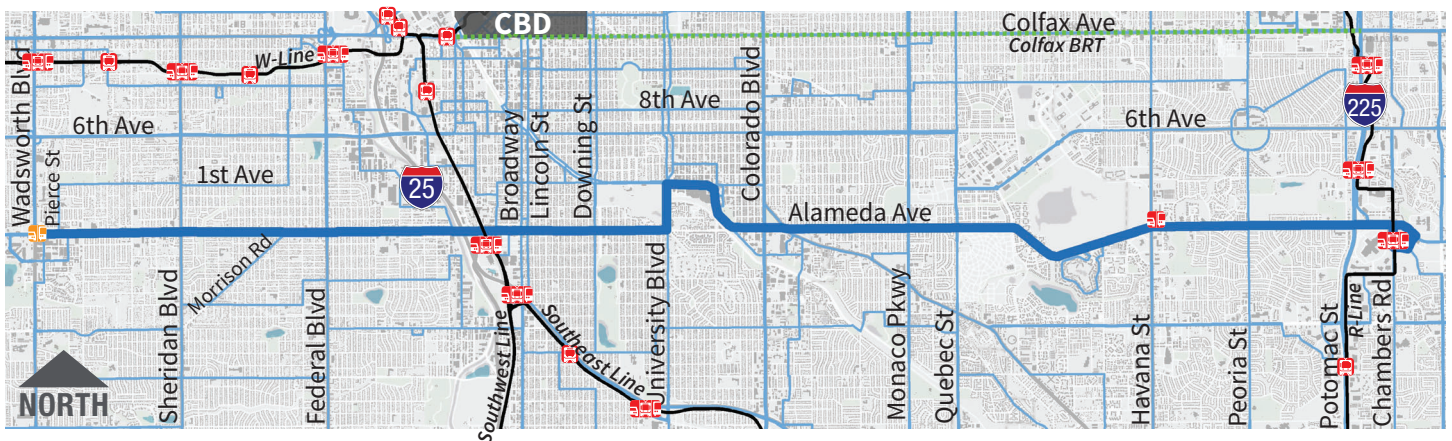 CBD
Colfax Ave
Colfax BRT
W-Line
Wadsworth Blvd
Pierce St
6th Ave
1st Ave
25
Broadway
Lincoln St
Downing St
8th Ave
Colorado Blvd
6th Ave
225
Alameda Ave
Morrison Rd
Sheridan Blvd
Federal Blvd
Southwest Line
Southeast Line
University Blvd
Monaco Pkwy
Quebec St
Havana St
Peoria St
Potomac St
R-Line
Chambers Rd
NORTH